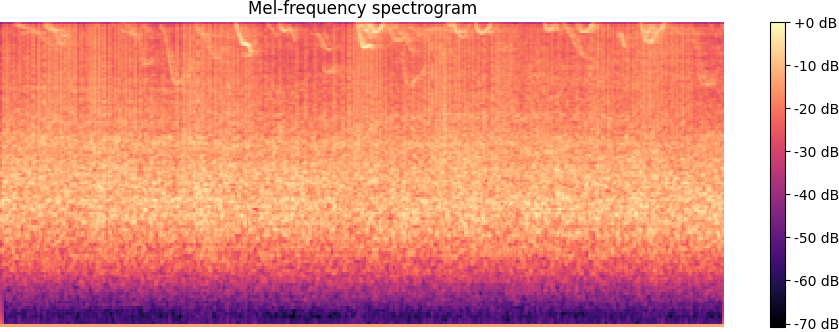 Mel-frequency spectrogram
+0 dB
-10 dB
-20 dB
-30 dB
-40 dB
-50 dB
-60 dB
-70 dB